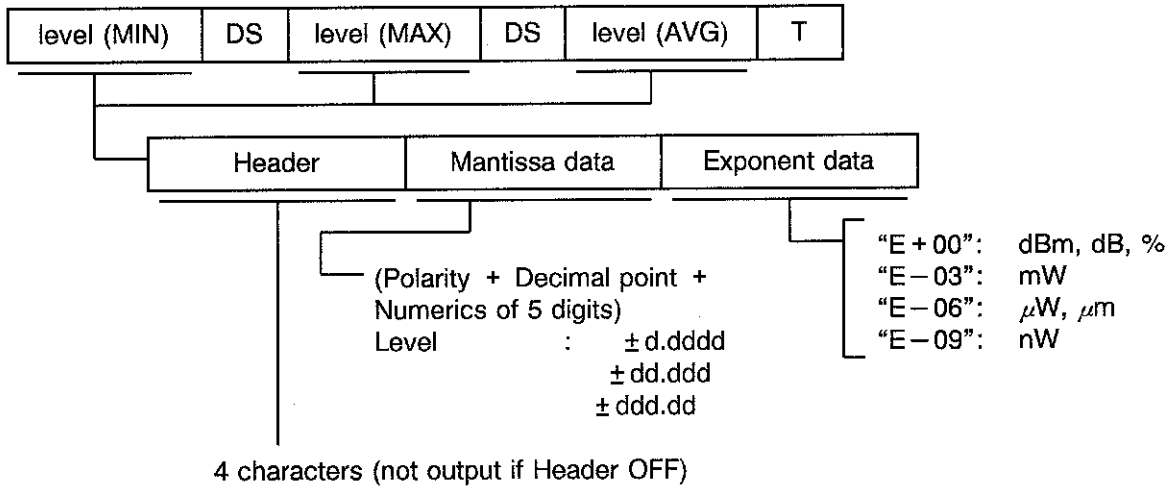 level (MIN) DS level (MAX) DS level (AVG) T
Header Mantissa data Exponent data
"E+00": dBm, dB, %
"E−03": mW
"E−06": μW, μm
"E−09": nW
(Polarity + Decimal point +
Numerics of 5 digits)
Level : ±d.dddd
±dd.ddd
±ddd.dd
4 characters (not output if Header OFF)